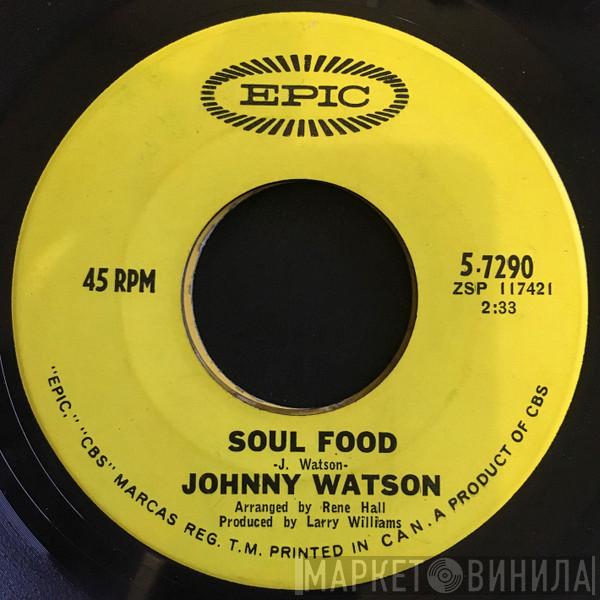 EPIC
45 RPM
5-7290
ZSP 117421
2:33
SOUL FOOD
-J. Watson-
JOHNNY WATSON
Arranged by Rene Hall
Produced by Larry Williams
"EPIC," "CBS" MARCAS REG. T.M. PRINTED IN CAN. A PRODUCT OF CBS
МАРКЕТ ВИНИЛА